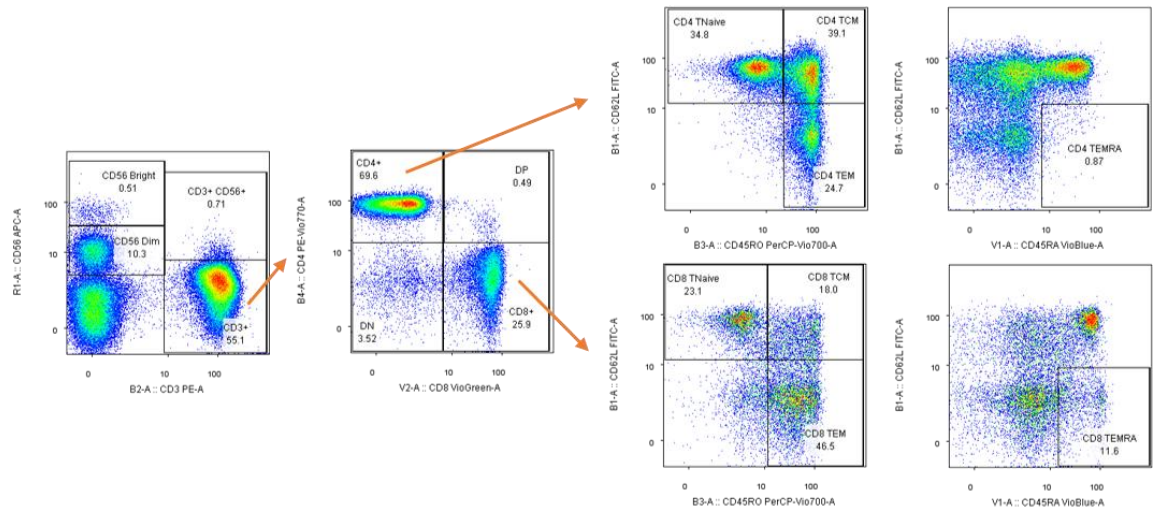 CD56 Bright
0.51
CD3+ CD56+
0.71
CD56 Dim
10.3
CD3+
55.1
100
10
0
0
10
100
R1-A :: CD56 APC-A
B2-A :: CD3 PE-A
CD4+
69.6
DP
0.49
DN
3.52
CD8+
25.9
100
10
0
0
10
100
B4-A :: CD4 PE-Vio770-A
V2-A :: CD8 VioGreen-A
CD4 TNaive
34.8
CD4 TCM
39.1
CD4 TEM
24.7
100
10
0
0
10
100
B1-A :: CD62L FITC-A
B3-A :: CD45RO PerCP-Vio700-A
CD4 TEMRA
0.87
100
10
0
0
10
100
B1-A :: CD62L FITC-A
V1-A :: CD45RA VioBlue-A
CD8 TNaive
23.1
CD8 TCM
18.0
CD8 TEM
46.5
100
10
0
0
10
100
B1-A :: CD62L FITC-A
B3-A :: CD45RO PerCP-Vio700-A
CD8 TEMRA
11.6
100
10
0
0
10
100
B1-A :: CD62L FITC-A
V1-A :: CD45RA VioBlue-A